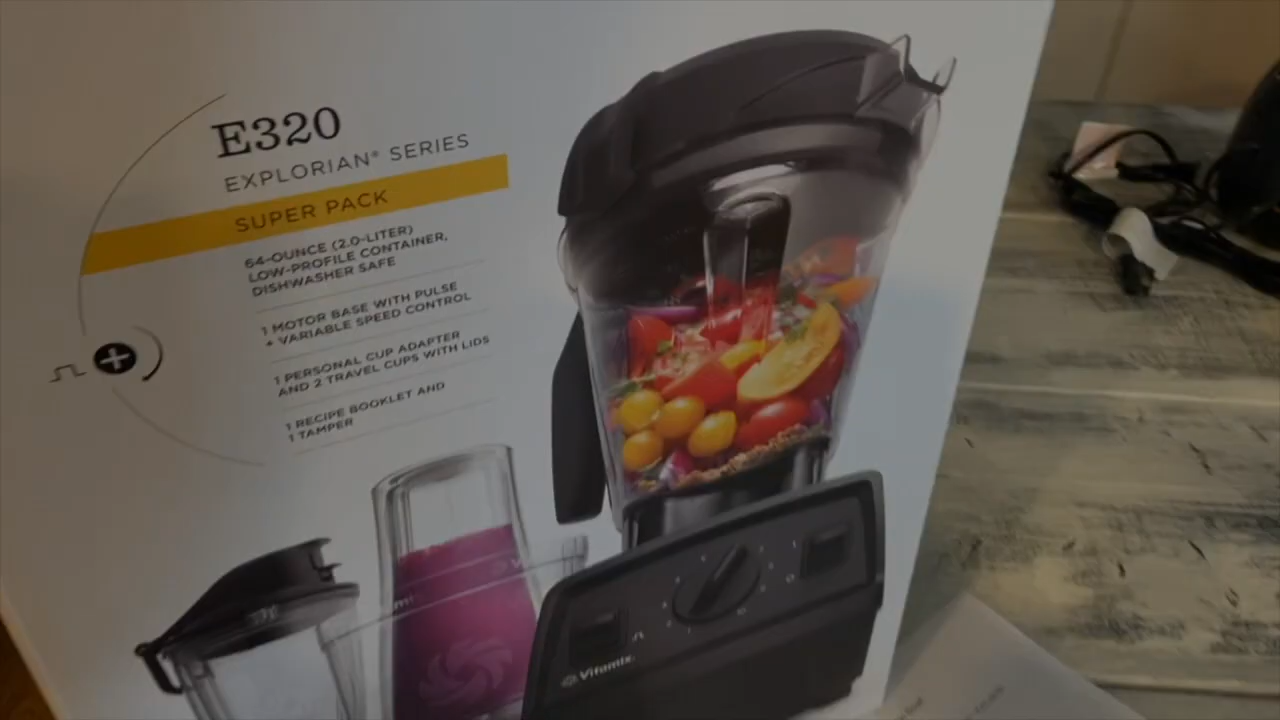 E320
EXPLORIAN® SERIES
SUPER PACK
64-OUNCE (2.0-LITER)
LOW-PROFILE CONTAINER,
DISHWASHER SAFE
1 MOTOR BASE WITH PULSE
+ VARIABLE SPEED CONTROL
1 PERSONAL CUP ADAPTER
AND 2 TRAVEL CUPS WITH LIDS
1 RECIPE BOOKLET AND
1 TAMPER
Vitamix.